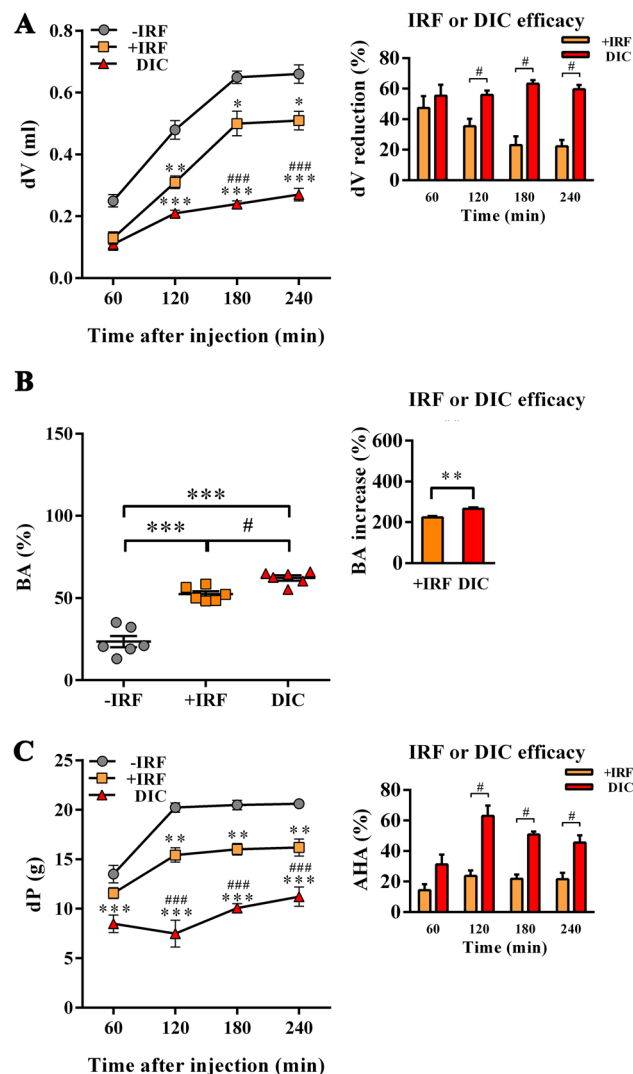 A
-IRF
+IRF
DIC
dV (ml)
0.8
0.6
0.4
0.2
0.0
*
*
**
***
###
***
###
***
60
120
180
240
Time after injection (min)
IRF or DIC efficacy
+IRF
DIC
dV reduction (%)
80
60
40
20
0
#
#
#
60
120
180
240
Time (min)
B
BA (%)
150
100
50
0
***
***
#
-IRF
+IRF
DIC
IRF or DIC efficacy
BA increase (%)
600
400
200
0
**
+IRF
DIC
C
-IRF
+IRF
DIC
dP (g)
25
20
15
10
5
0
**
**
**
***
###
***
###
***
###
***
60
120
180
240
Time after injection (min)
IRF or DIC efficacy
+IRF
DIC
AHA (%)
80
60
40
20
0
#
#
#
60
120
180
240
Time (min)